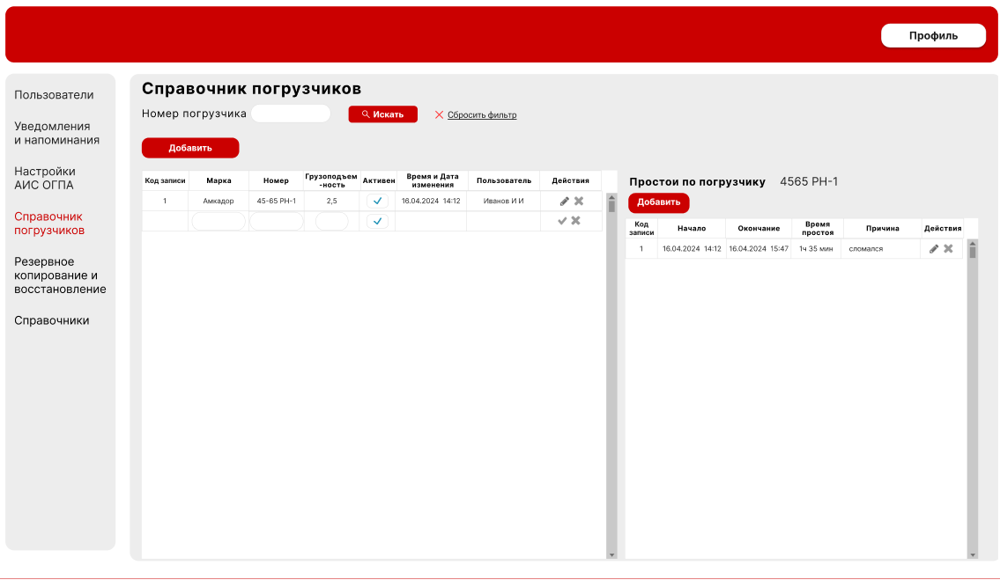 Профиль
Пользователи
Уведомления
и напоминания
Настройки
АИС ОГПА
Справочник
погрузчиков
Резервное
копирование и
восстановление
Справочники
Справочник погрузчиков
Номер погрузчика
Искать
Сбросить фильтр
Добавить
Код записи Марка Номер Грузоподъем-ность Активен Время и Дата изменения Пользователь Действия
1 Амкадор 45-65 РН-1 2,5 16.04.2024 14:12 Иванов И И
Простои по погрузчику 4565 РН-1
Добавить
Код записи Начало Окончание Время простоя Причина Действия
1 16.04.2024 14:12 16.04.2024 15:47 1ч 35 мин сломался